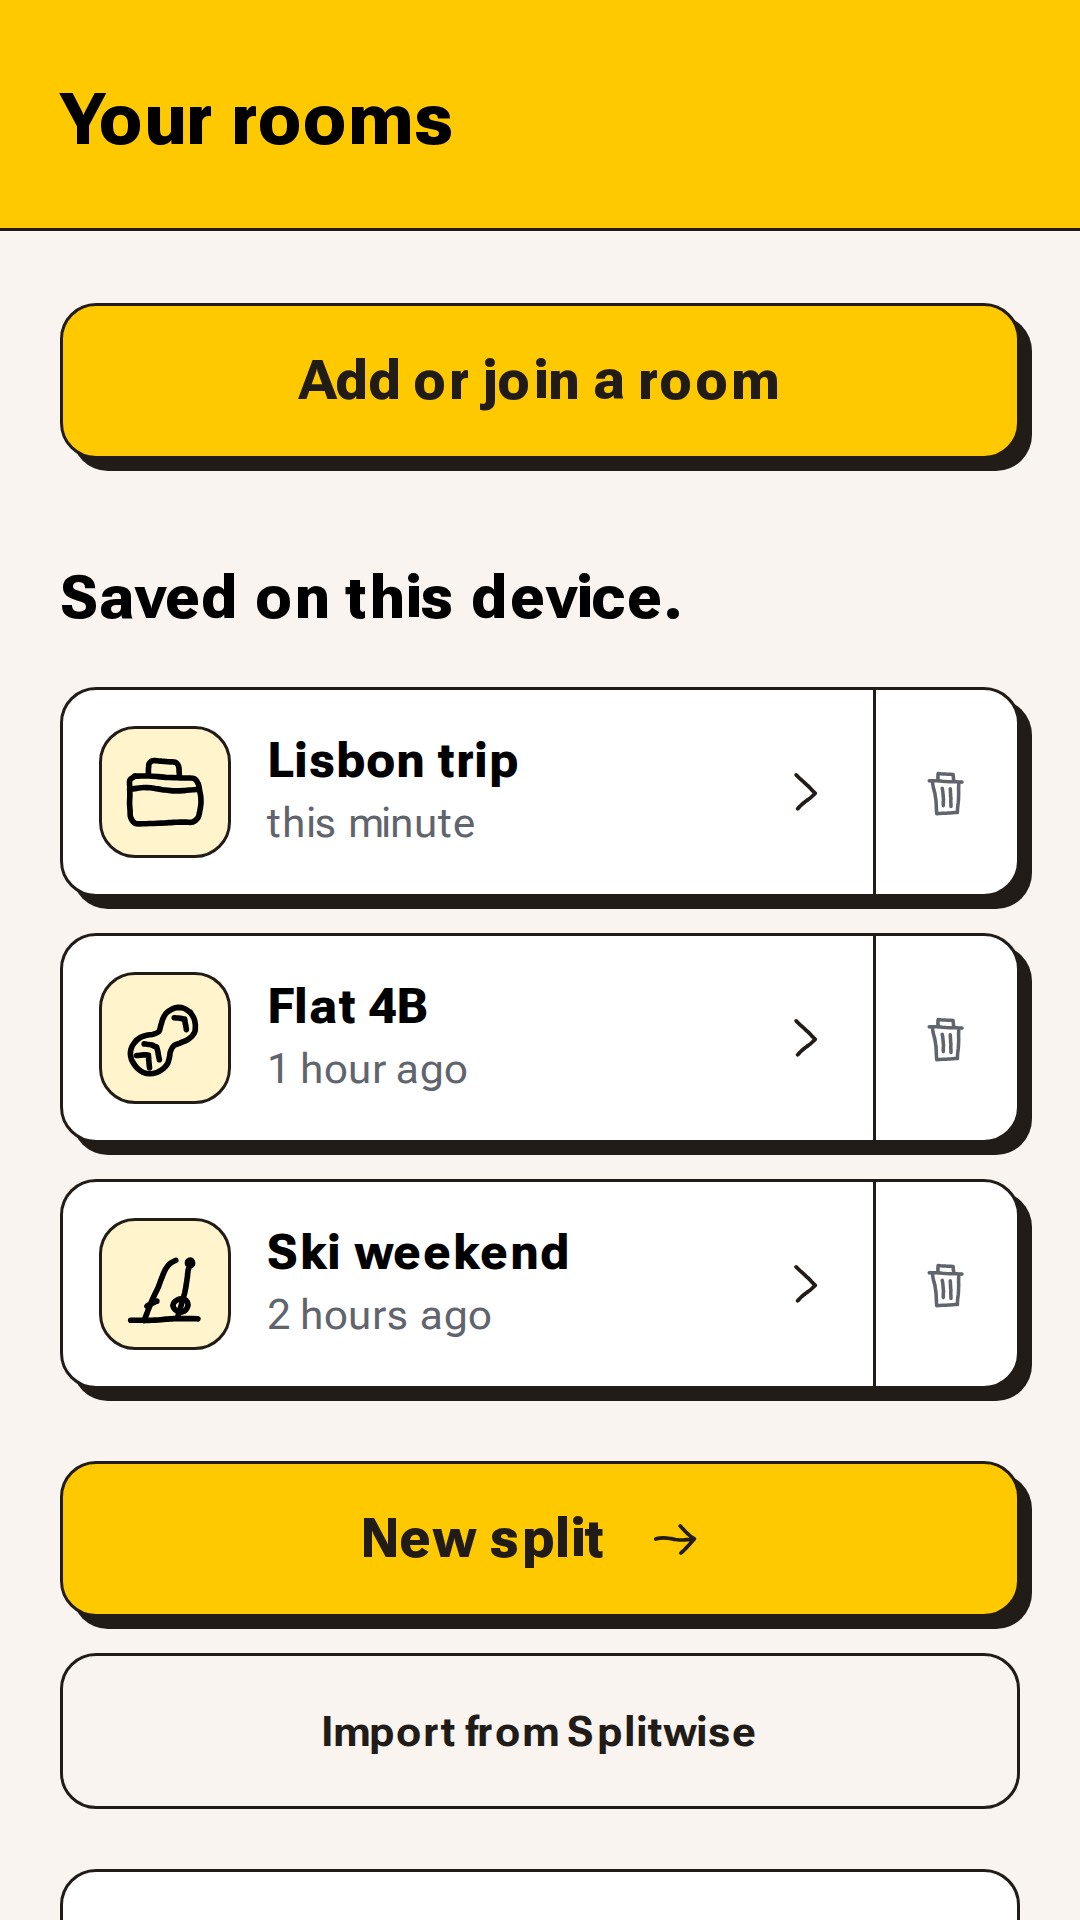 Your rooms
Add or join a room
Saved on this device.
Lisbon trip
this minute
Flat 4B
1 hour ago
Ski weekend
2 hours ago
New split
Import from Splitwise